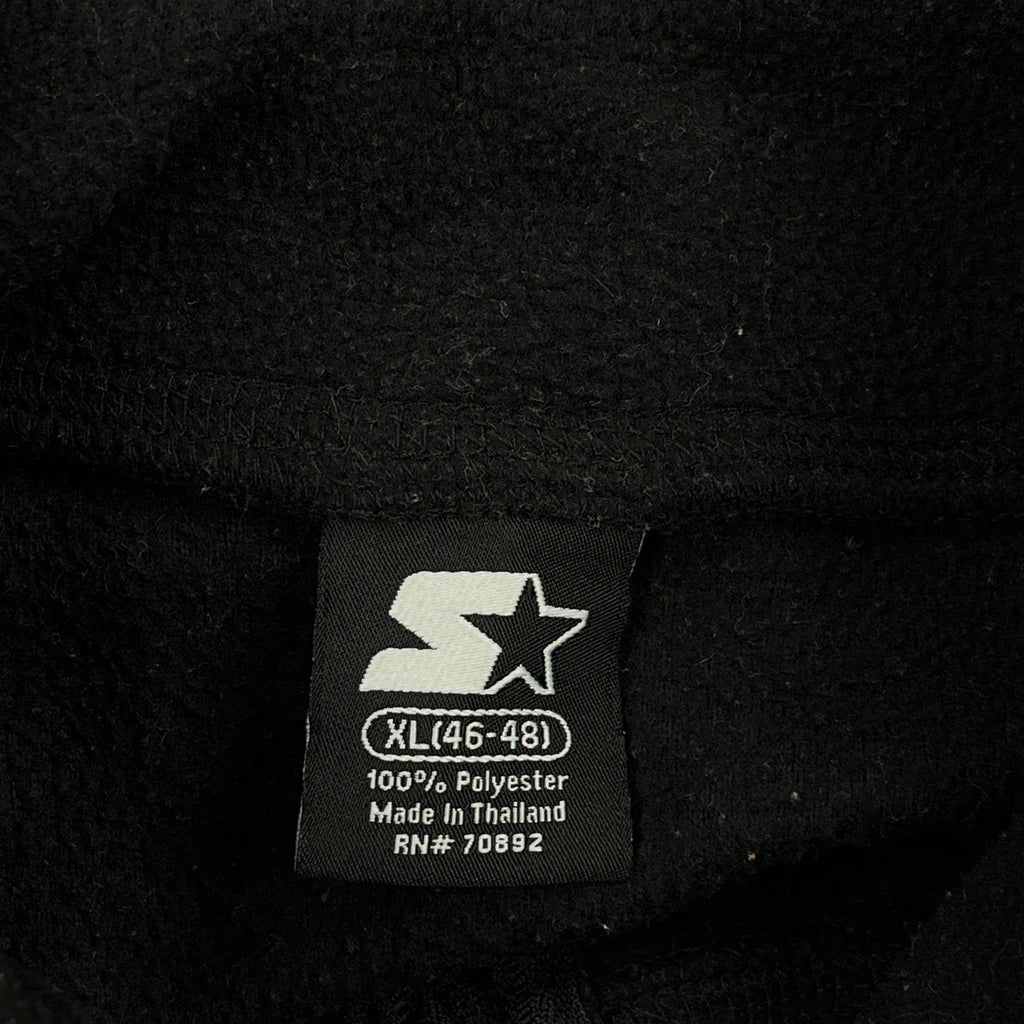 XL(46-48)
100% Polyester
Made In Thailand
RN# 70892